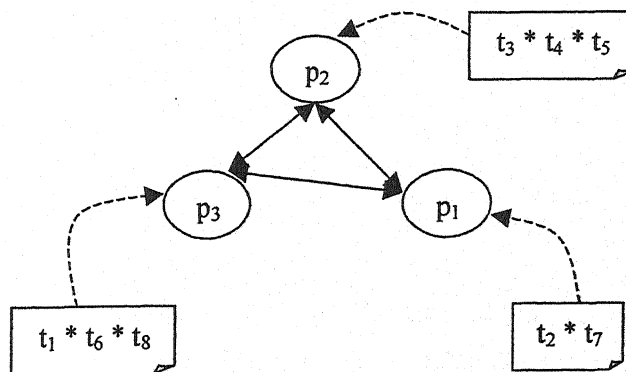 t₃ * t₄ * t₅
p₂
p₃
p₁
t₁ * t₆ * t₈
t₂ * t₇